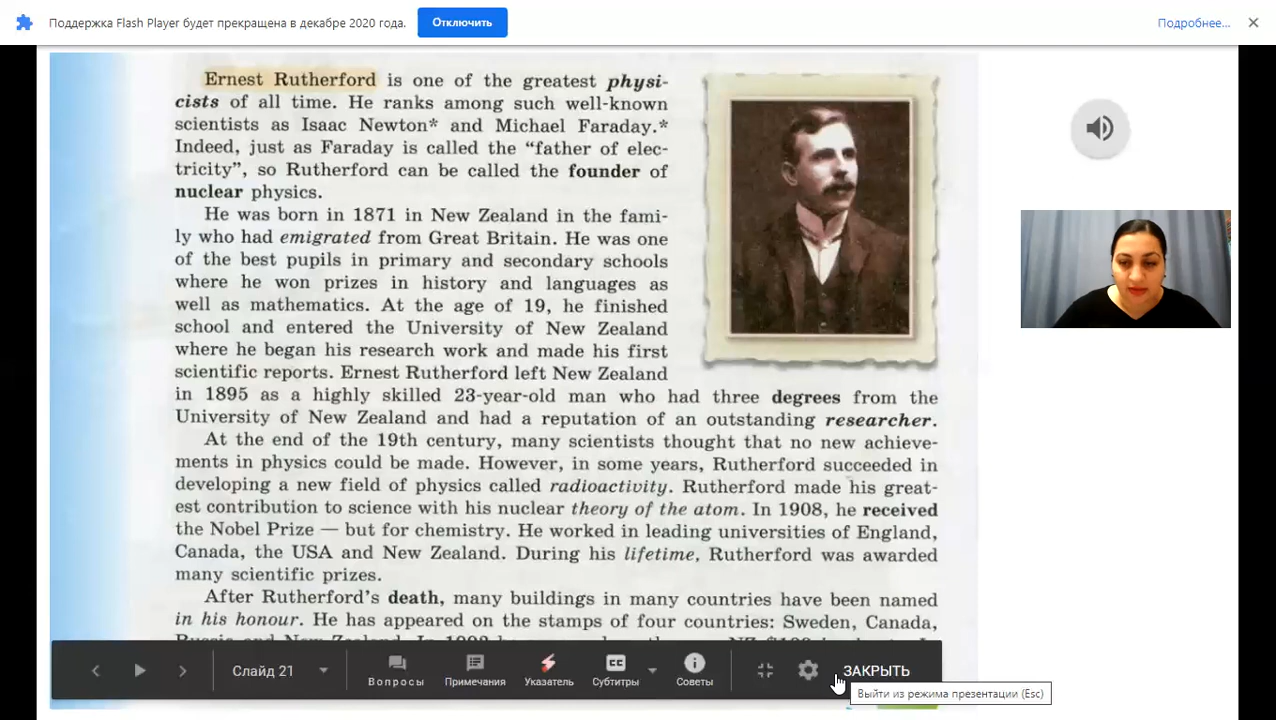 Поддержка Flash Player будет прекращена в декабре 2020 года.
Отключить
Подробнее...
Ernest Rutherford is one of the greatest physi-
cists of all time. He ranks among such well-known
scientists as Isaac Newton* and Michael Faraday.*
Indeed, just as Faraday is called the “father of elec-
tricity”, so Rutherford can be called the founder of
nuclear physics.
He was born in 1871 in New Zealand in the fami-
ly who had emigrated from Great Britain. He was one
of the best pupils in primary and secondary schools
where he won prizes in history and languages as
well as mathematics. At the age of 19, he finished
school and entered the University of New Zealand
where he began his research work and made his first
scientific reports. Ernest Rutherford left New Zealand
in 1895 as a highly skilled 23-year-old man who had three degrees from the
University of New Zealand and had a reputation of an outstanding researcher.
At the end of the 19th century, many scientists thought that no new achieve-
ments in physics could be made. However, in some years, Rutherford succeeded in
developing a new field of physics called radioactivity. Rutherford made his great-
est contribution to science with his nuclear theory of the atom. In 1908, he received
the Nobel Prize — but for chemistry. He worked in leading universities of England,
Canada, the USA and New Zealand. During his lifetime, Rutherford was awarded
many scientific prizes.
After Rutherford's death, many buildings in many countries have been named
in his honour. He has appeared on the stamps of four countries: Sweden, Canada,
Слайд 21
Вопросы
Примечания
Указатель
CC
Субтитры
Советы
ЗАКРЫТЬ
Выйти из режима презентации (Esc)